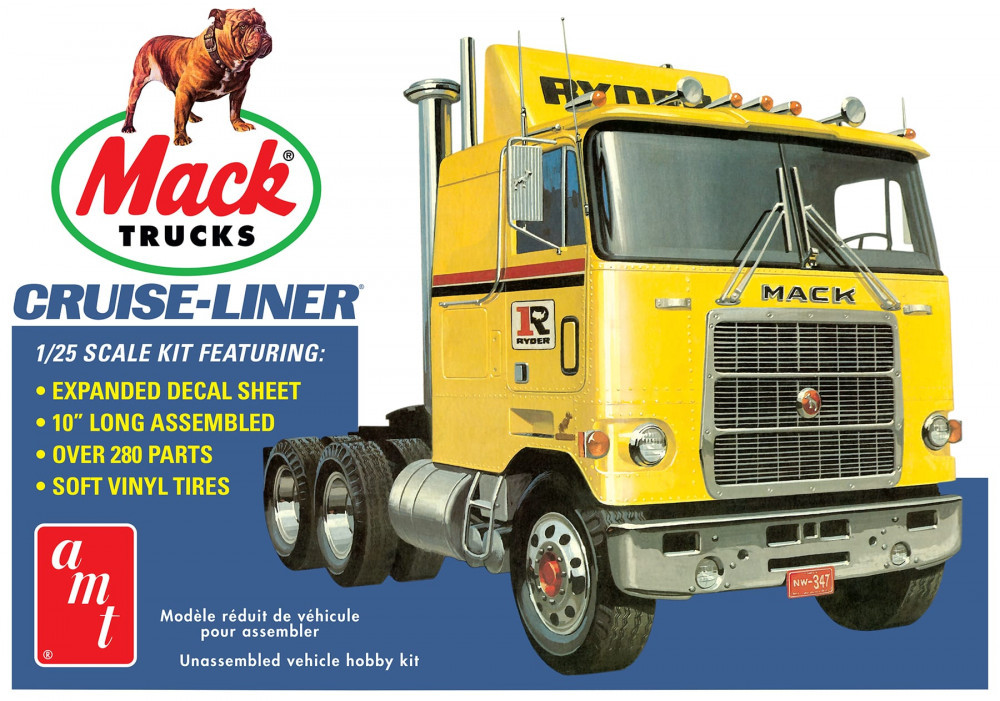 Mack®
TRUCKS
CRUISE-LINER®
1/25 SCALE KIT FEATURING:
• EXPANDED DECAL SHEET
• 10” LONG ASSEMBLED
• OVER 280 PARTS
• SOFT VINYL TIRES
amt
®
Modèle réduit de véhicule
pour assembler
Unassembled vehicle hobby kit
RYDER
MACK
R
RYDER
NW-347